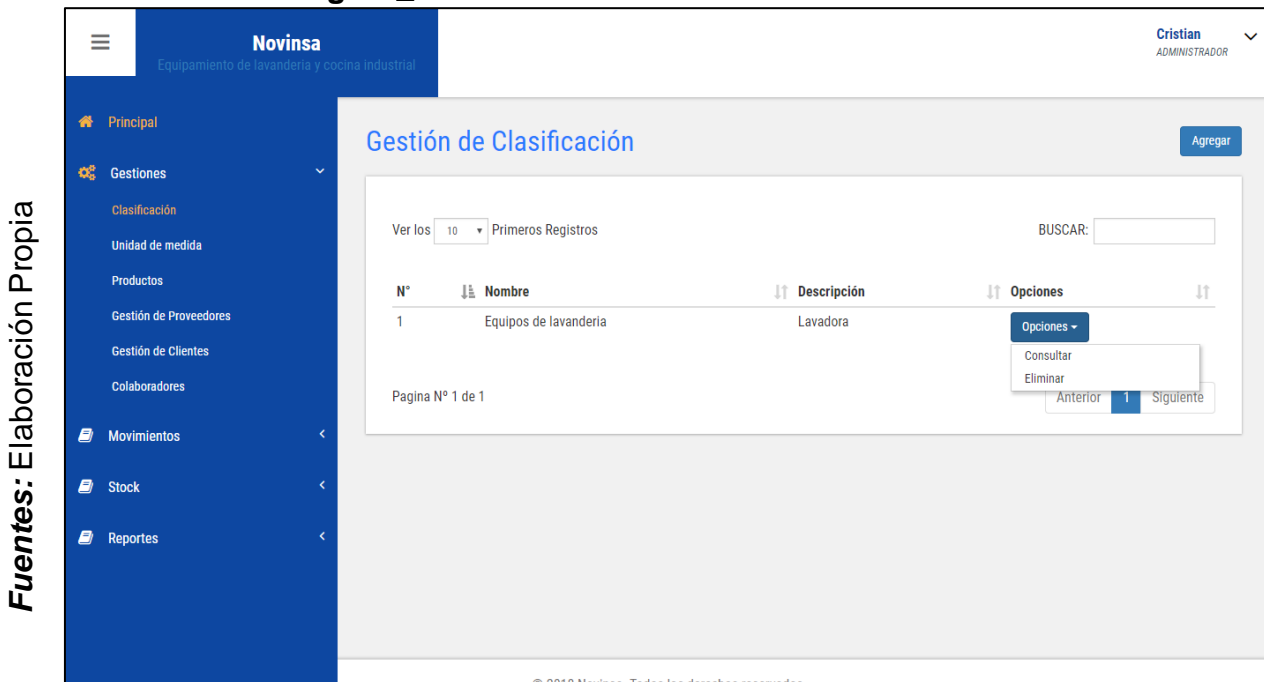 Novinsa
Equipamiento de lavanderia y cocina industrial
Cristian
ADMINISTRADOR
Principal
Gestiones
Clasificación
Unidad de medida
Productos
Gestión de Proveedores
Gestión de Clientes
Colaboradores
Movimientos
Stock
Reportes
Gestión de Clasificación
Agregar
Ver los 10 Primeros Registros
BUSCAR:
N° Nombre Descripción Opciones
1 Equipos de lavanderia Lavadora Opciones
Consultar
Eliminar
Pagina Nº 1 de 1
Anterior 1 Siguiente
Fuentes: Elaboración Propia